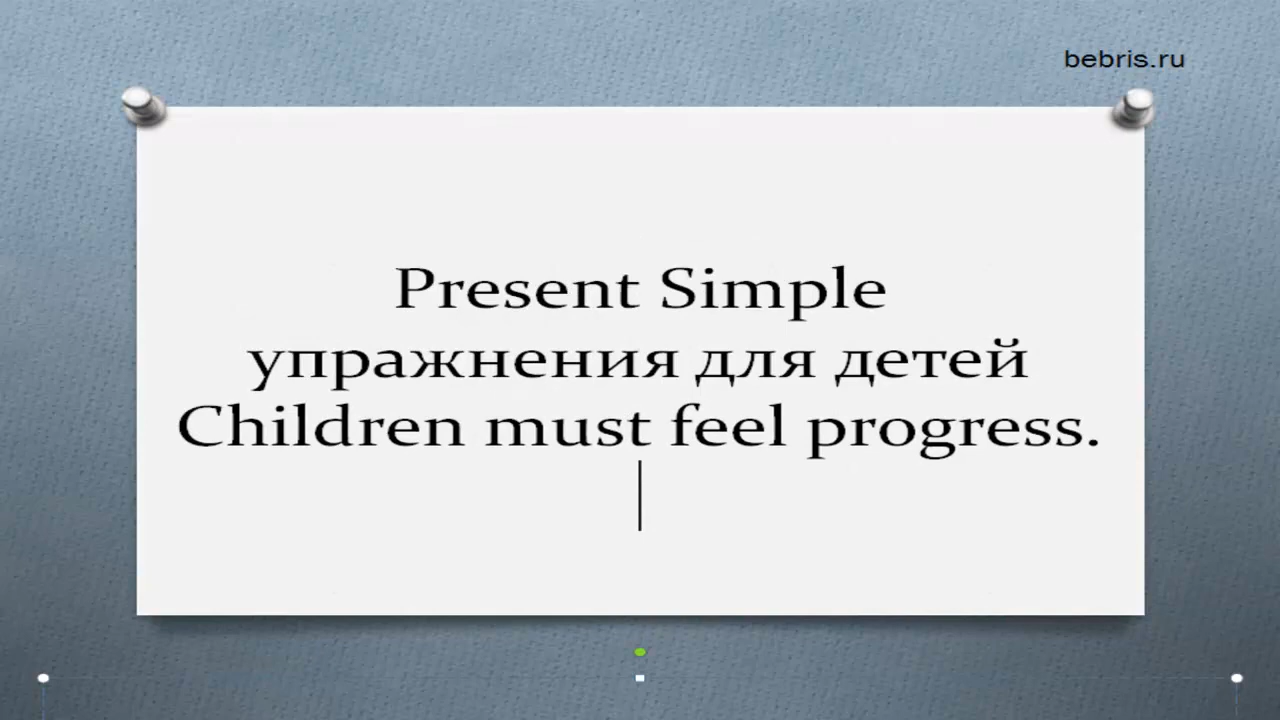 bebris.ru
Present Simple
упражнения для детей
Children must feel progress.